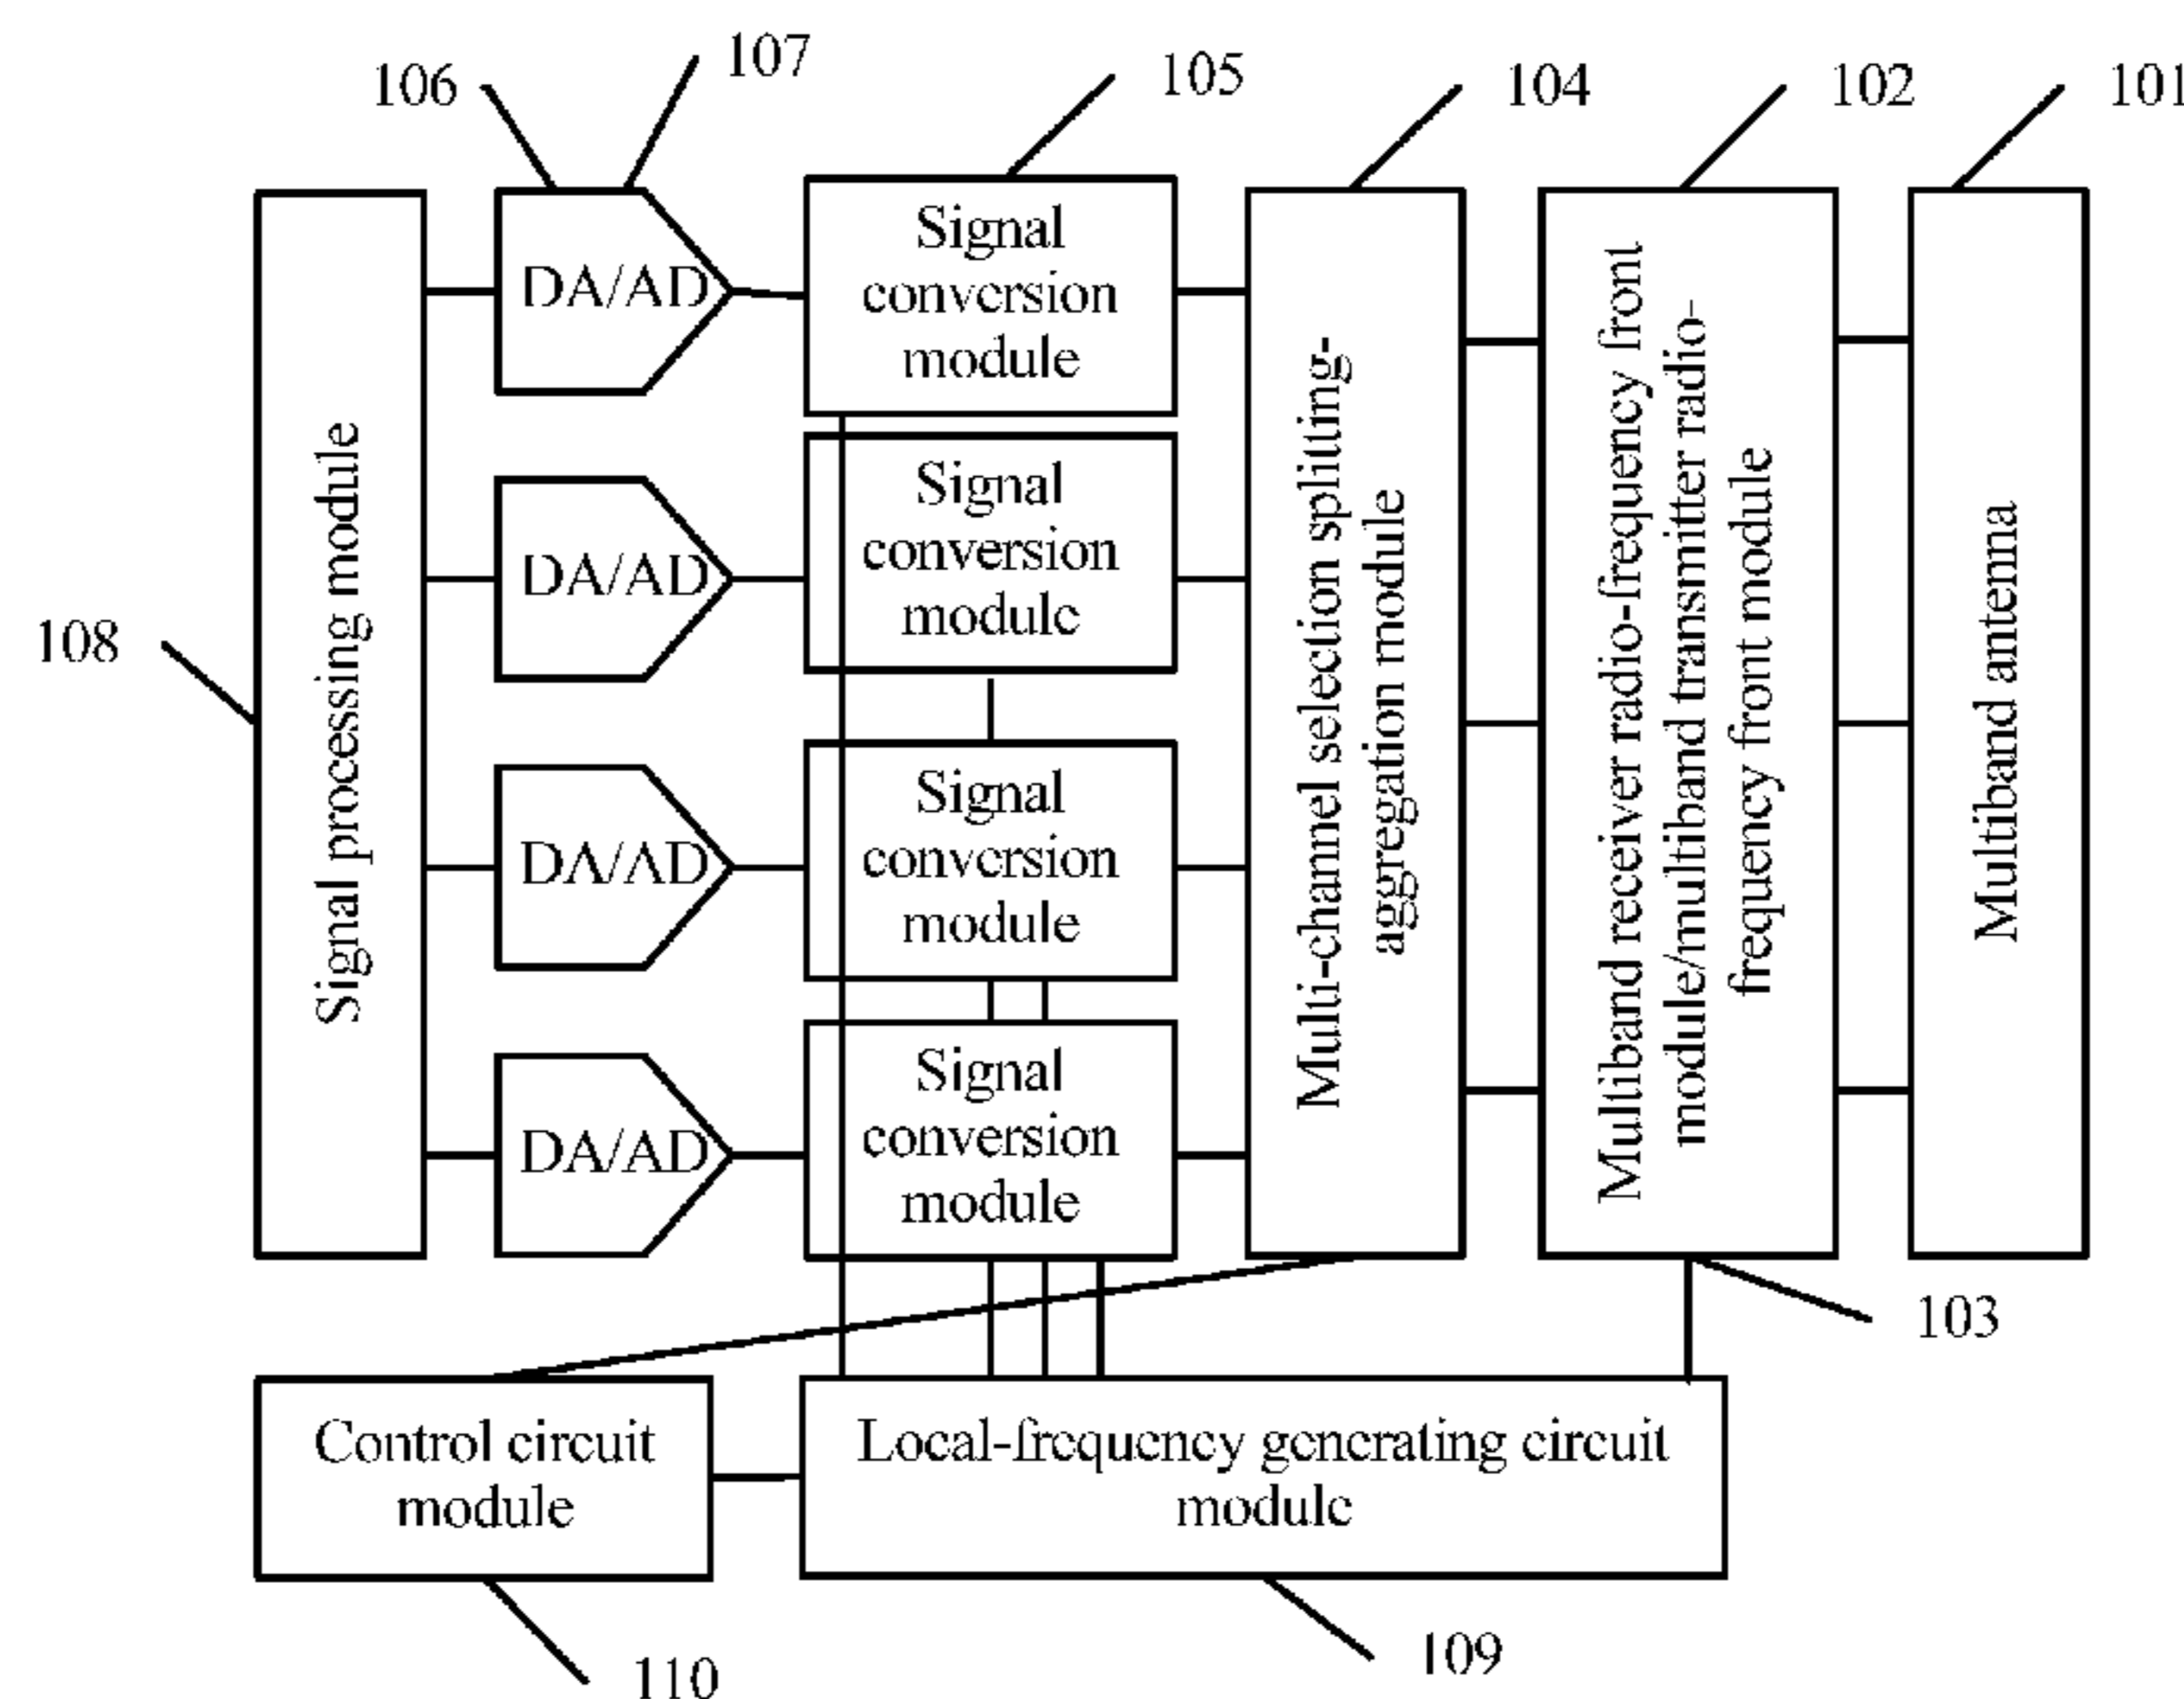 106
107
105
104
102
101
108
Signal processing module
DA/AD
DA/AD
DA/AD
DA/AD
Signal
conversion
module
Signal
conversion
module
Signal
conversion
module
Signal
conversion
module
Multi-channel selection splitting-
aggregation module
Multiband receiver radio-frequency front
module/multiband transmitter radio-
frequency front module
Multiband antenna
103
Control circuit
module
Local-frequency generating circuit
module
110
109